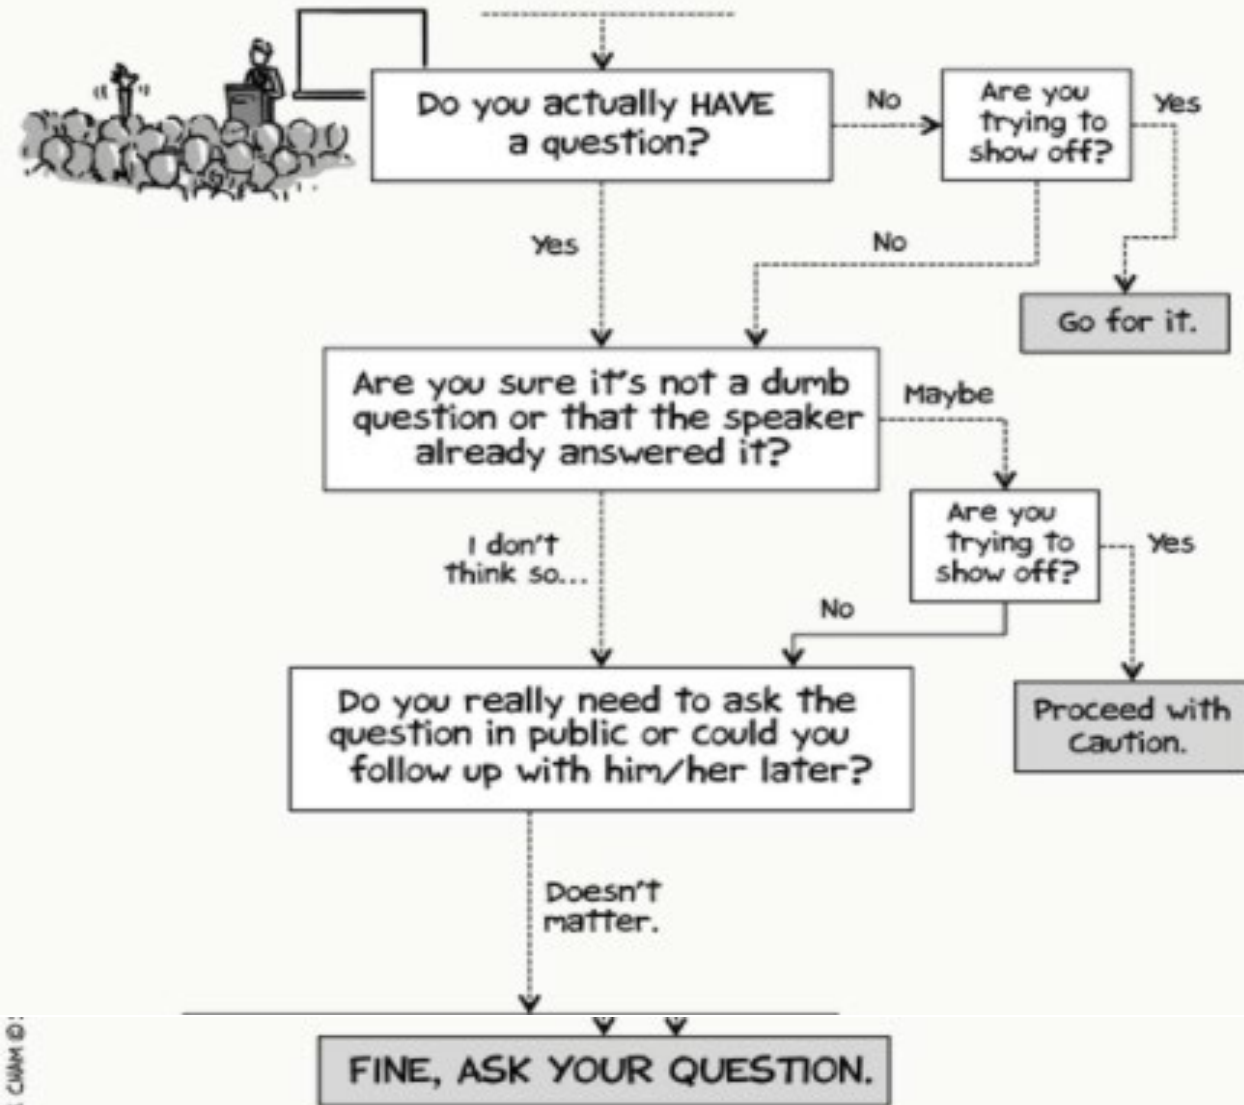 Do you actually HAVE
a question?
No
Are you
trying to
show off?
Yes
Yes
No
Go for it.
Are you sure it's not a dumb
question or that the speaker
already answered it?
Maybe
I don't
think so...
Are you
trying to
show off?
Yes
No
Do you really need to ask the
question in public or could you
follow up with him/her later?
Proceed with
Caution.
Doesn't
matter.
FINE, ASK YOUR QUESTION.
CHAM ©